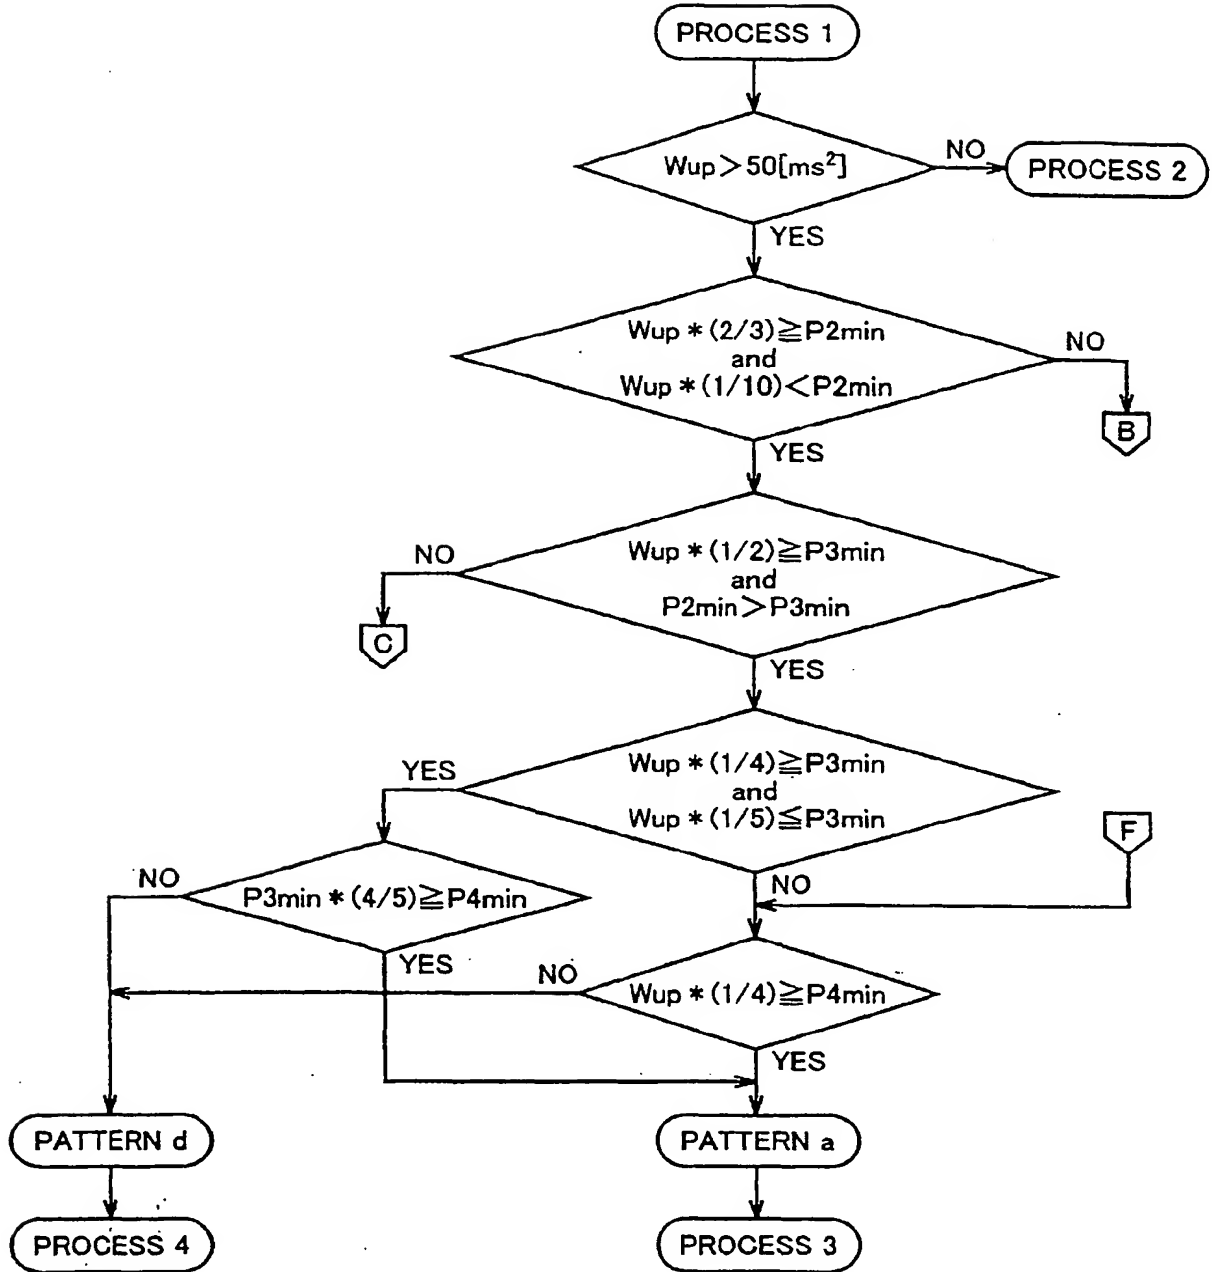 PROCESS 1
Wup>50[ms²]
NO
PROCESS 2
YES
Wup*(2/3)≧P2min
and
Wup*(1/10)<P2min
NO
B
YES
Wup*(1/2)≧P3min
and
P2min>P3min
NO
C
YES
Wup*(1/4)≧P3min
and
Wup*(1/5)≦P3min
YES
F
NO
P3min*(4/5)≧P4min
NO
YES
Wup*(1/4)≧P4min
NO
YES
PATTERN d
PATTERN a
PROCESS 4
PROCESS 3